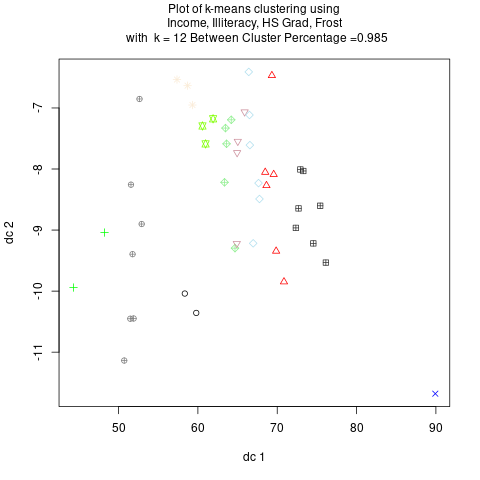 Plot of k-means clustering using
Income, Illiteracy, HS Grad, Frost
with k = 12 Between Cluster Percentage =0.985
-7
-8
-9
-10
-11
dc 2
50 60 70 80 90
dc 1